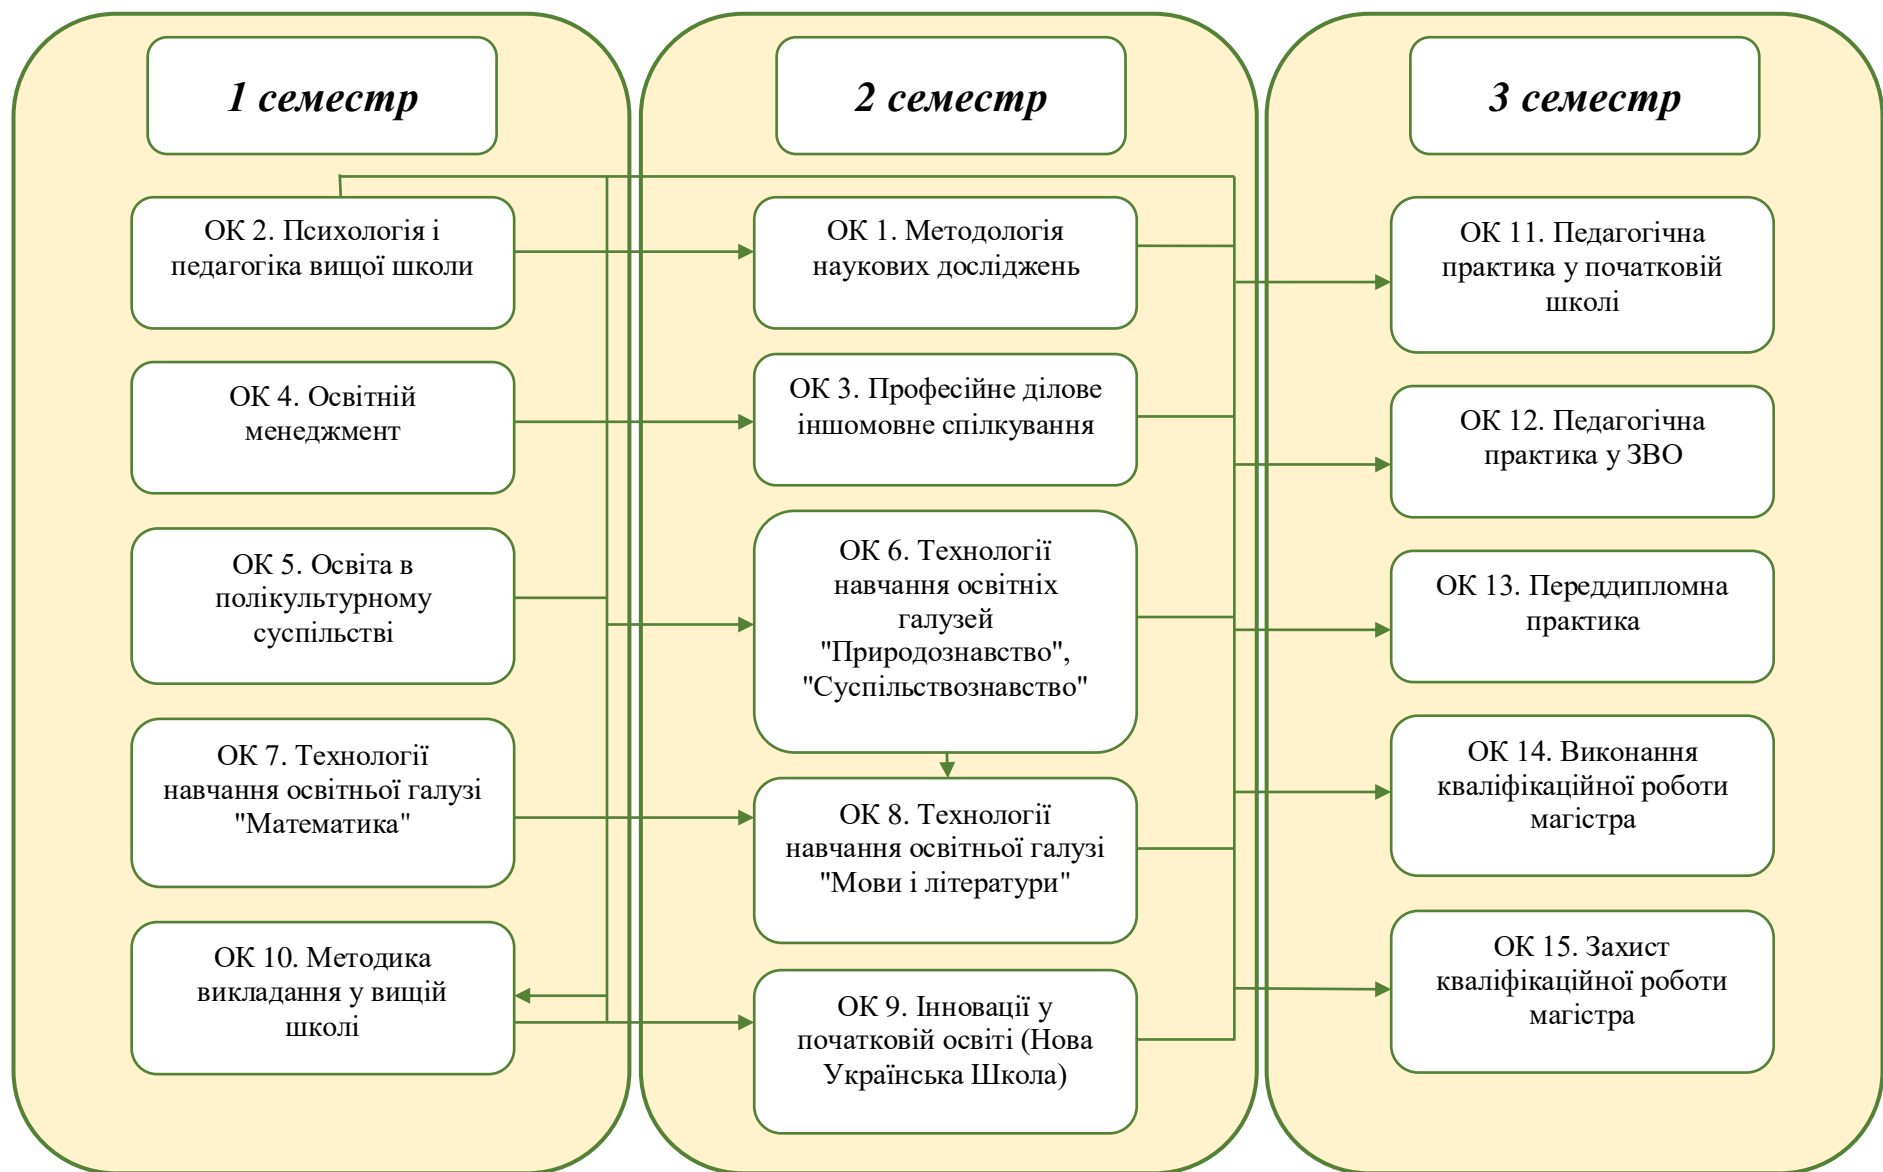 1 семестр
ОК 2. Психологія і
педагогіка вищої школи
ОК 4. Освітній
менеджмент
ОК 5. Освіта в
полікультурному
суспільстві
ОК 7. Технології
навчання освітньої галузі
"Математика"
ОК 10. Методика
викладання у вищій
школі
2 семестр
ОК 1. Методологія
наукових досліджень
ОК 3. Професійне ділове
іншомовне спілкування
ОК 6. Технології
навчання освітніх
галузей
"Природознавство",
"Суспільствознавство"
ОК 8. Технології
навчання освітньої галузі
"Мови і літератури"
ОК 9. Інновації у
початковій освіті (Нова
Українська Школа)
3 семестр
ОК 11. Педагогічна
практика у початковій
школі
ОК 12. Педагогічна
практика у ЗВО
ОК 13. Переддипломна
практика
ОК 14. Виконання
кваліфікаційної роботи
магістра
ОК 15. Захист
кваліфікаційної роботи
магістра